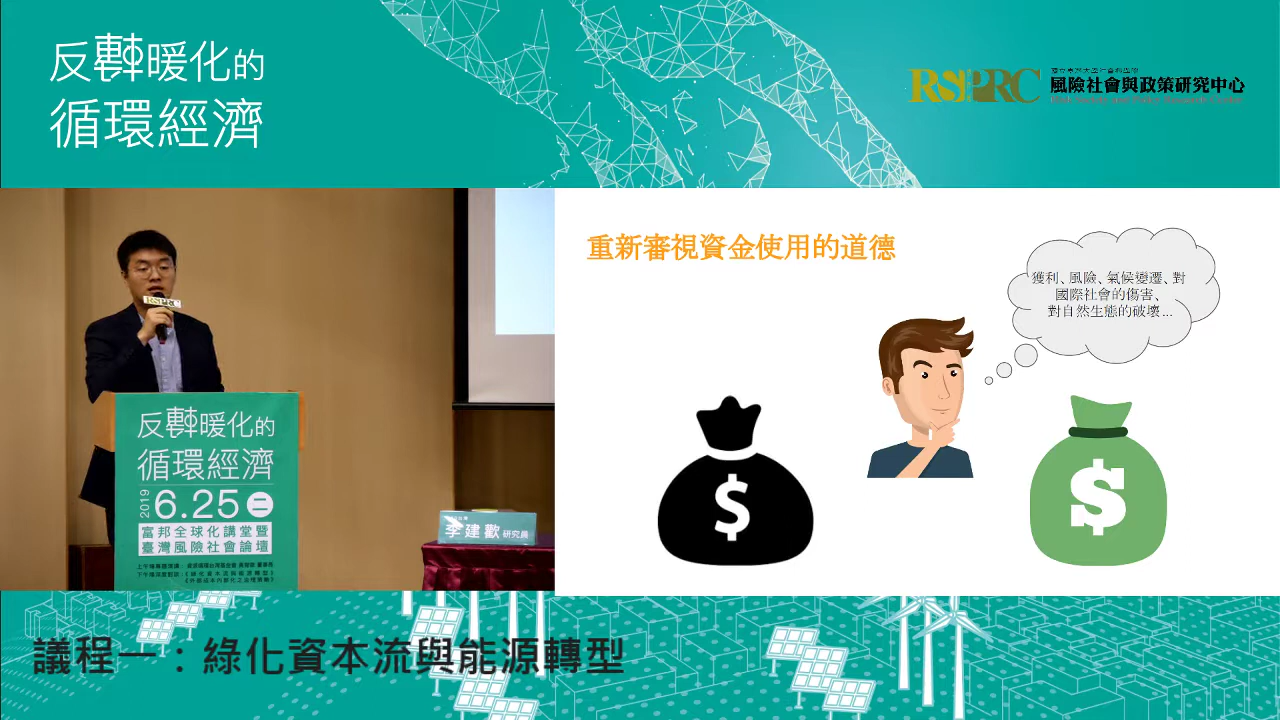 反轉暖化的
循環經濟
RSPRC
風險社會與政策研究中心
重新審視資金使用的道德
獲利、風險、氣候變遷、對
國際社會的傷害、
對自然生態的破壞...
$
$
RSPRC
反轉暖化的
循環經濟
2019
6.25 二
富邦全球化講堂暨
臺灣風險社會論壇
李建歡 研究員
議程一：綠化資本流與能源轉型